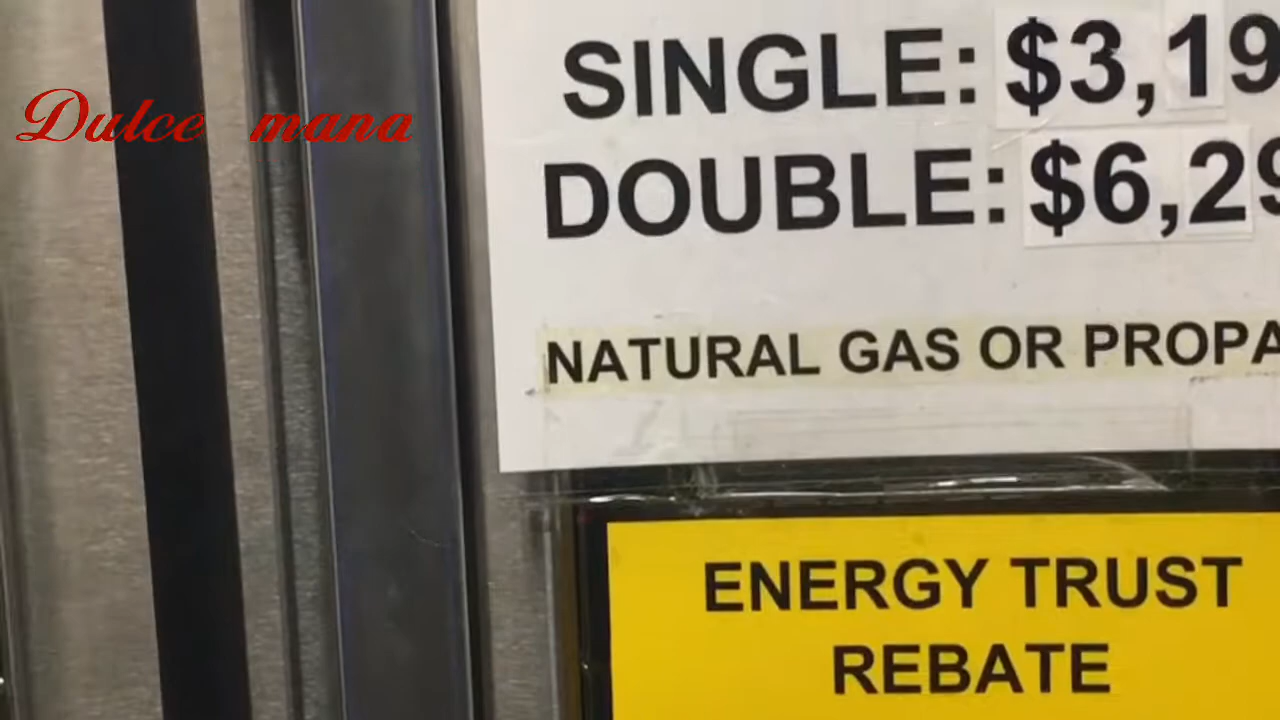 Dulce mana
SINGLE: $3,19
DOUBLE: $6,29
NATURAL GAS OR PROPA
ENERGY TRUST
REBATE